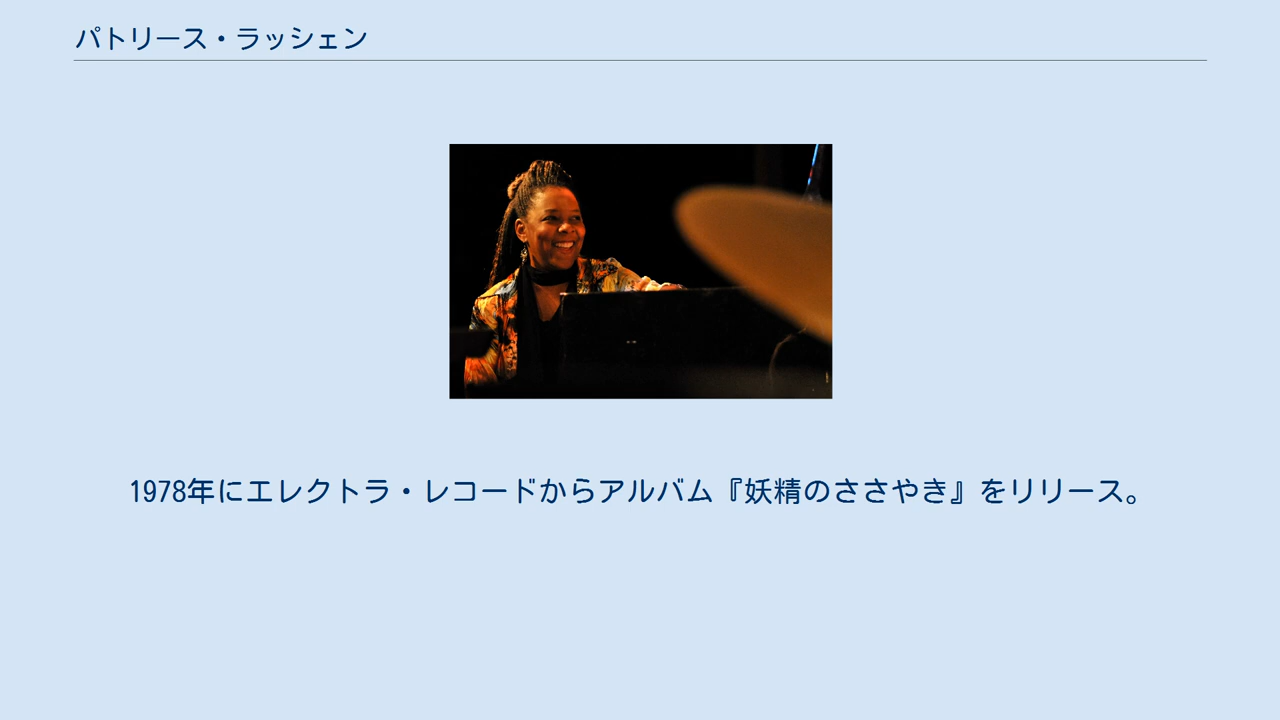 パトリース・ラッシェン
1978年にエレクトラ・レコードからアルバム『妖精のささやき』をリリース。